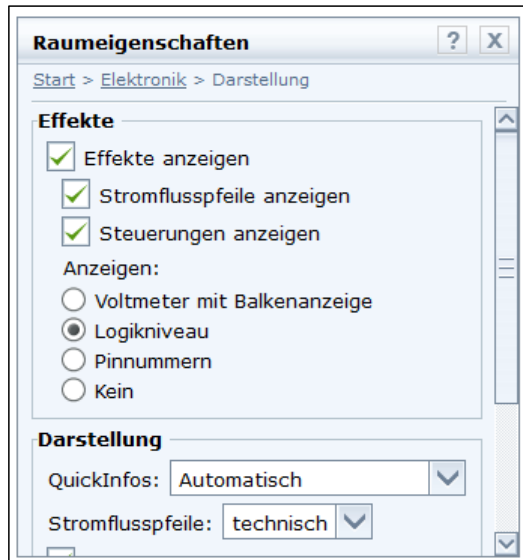 Raumeigenschaften ? X
Start > Elektronik > Darstellung
Effekte
Effekte anzeigen
Stromflusspfeile anzeigen
Steuerungen anzeigen
Anzeigen:
Voltmeter mit Balkenanzeige
Logikniveau
Pinnummern
Kein
Darstellung
QuickInfos: Automatisch
Stromflusspfeile: technisch